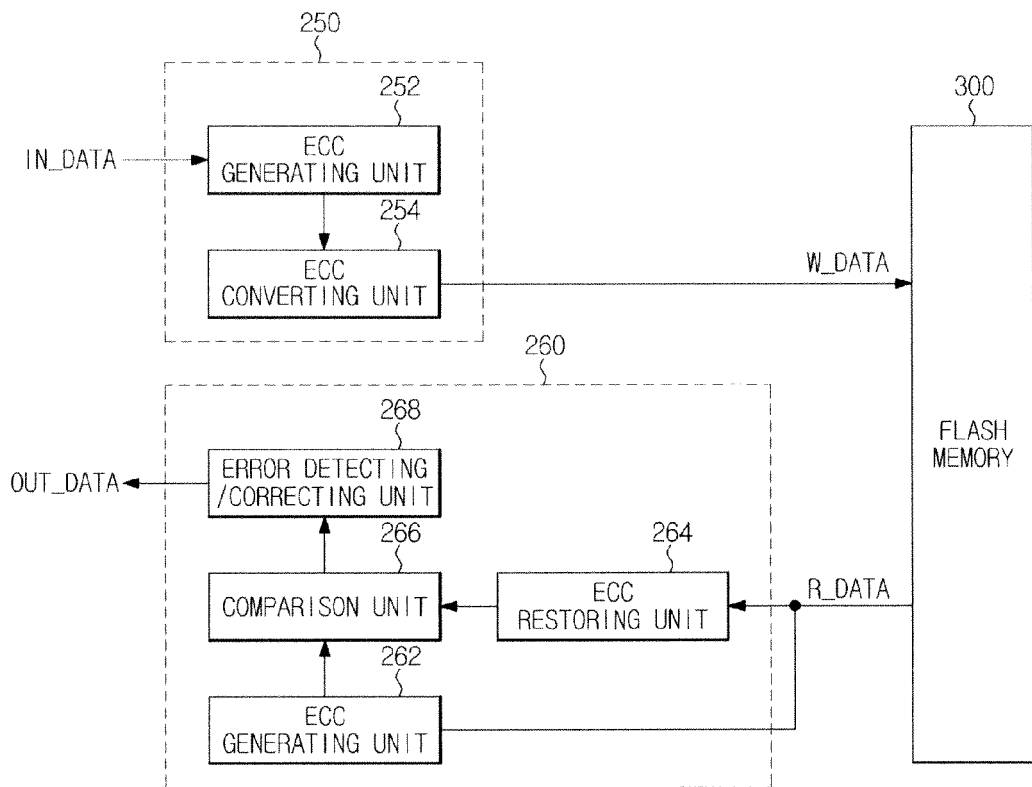 250
252
300
IN_DATA
ECC
GENERATING UNIT
254
ECC
CONVERTING UNIT
W_DATA
260
268
OUT_DATA
ERROR DETECTING
/CORRECTING UNIT
FLASH
MEMORY
266
264
COMPARISON UNIT
ECC
RESTORING UNIT
R_DATA
262
ECC
GENERATING UNIT